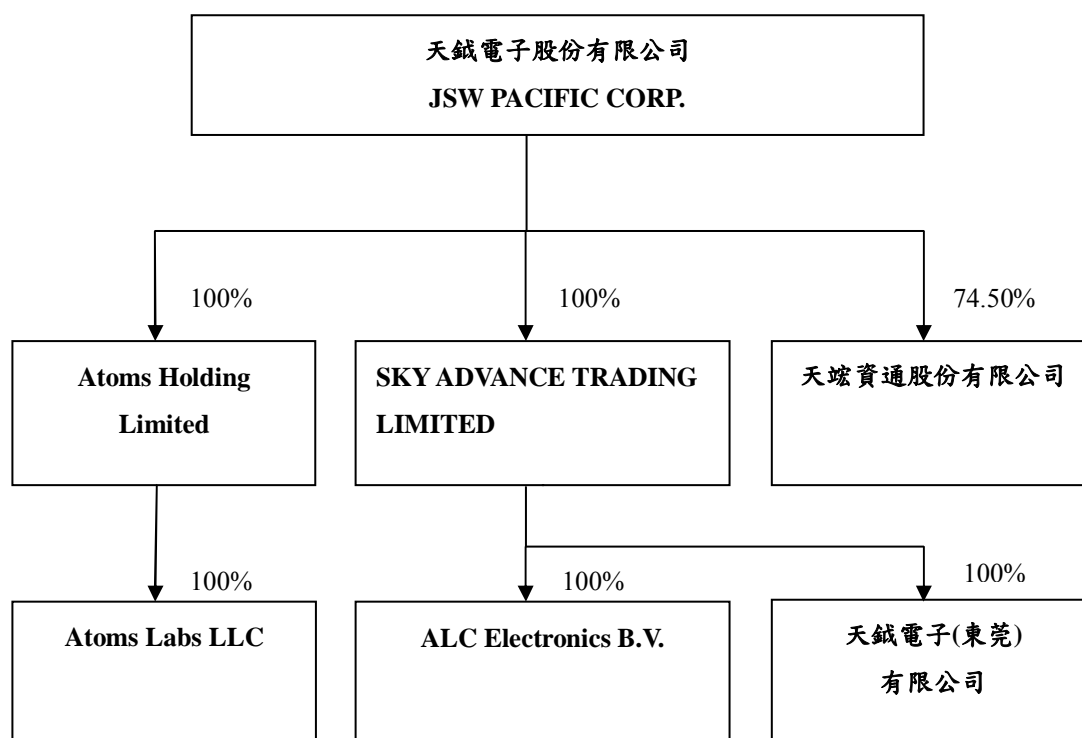 天鉞電子股份有限公司
JSW PACIFIC CORP.
100%
100%
74.50%
Atoms Holding
Limited
SKY ADVANCE TRADING
LIMITED
天竤資通股份有限公司
100%
100%
100%
Atoms Labs LLC
ALC Electronics B.V.
天鉞電子(東莞)
有限公司